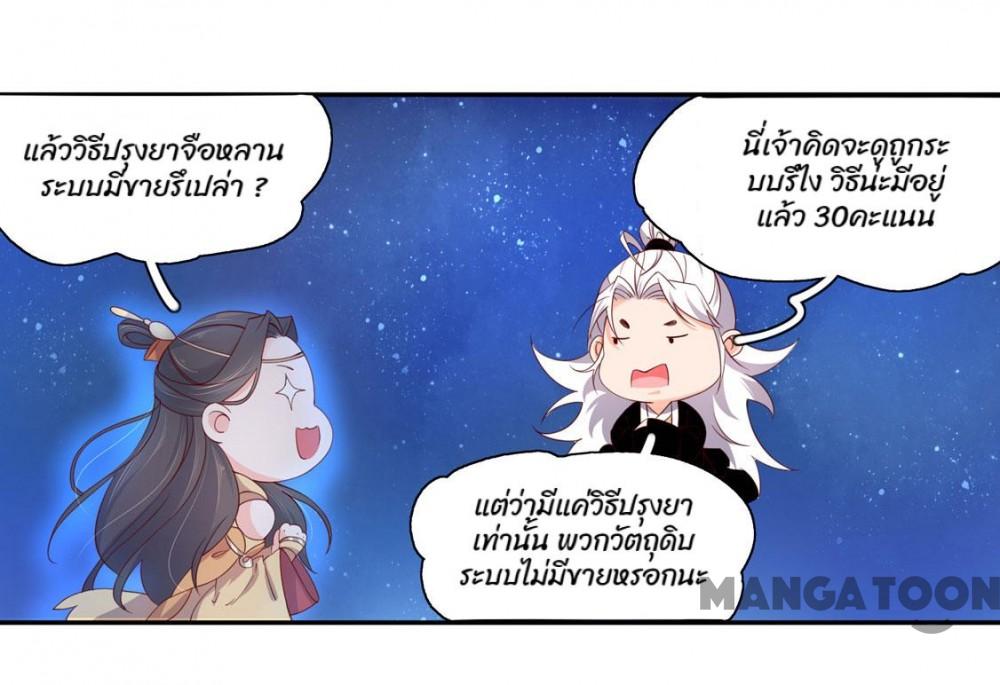 แล้ววิธีปรุงยาจือหลาน
ระบบมีขายรึเปล่า ?
นี่เจ้าคิดจะดูถูกระ
บบรึไง วิธีน่ะมีอยู่
แล้ว 30คะแนน
แต่ว่ามีแค่วิธีปรุงยา
เท่านั้น พวกวัตถุดิบ
ระบบไม่มีขายหรอกนะ
MANGATOON